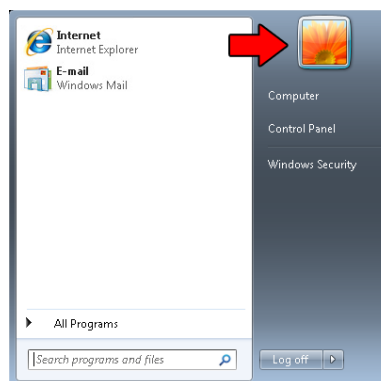 Internet
Internet Explorer
E-mail
Windows Mail
Computer
Control Panel
Windows Security
All Programs
Search programs and files
Log off